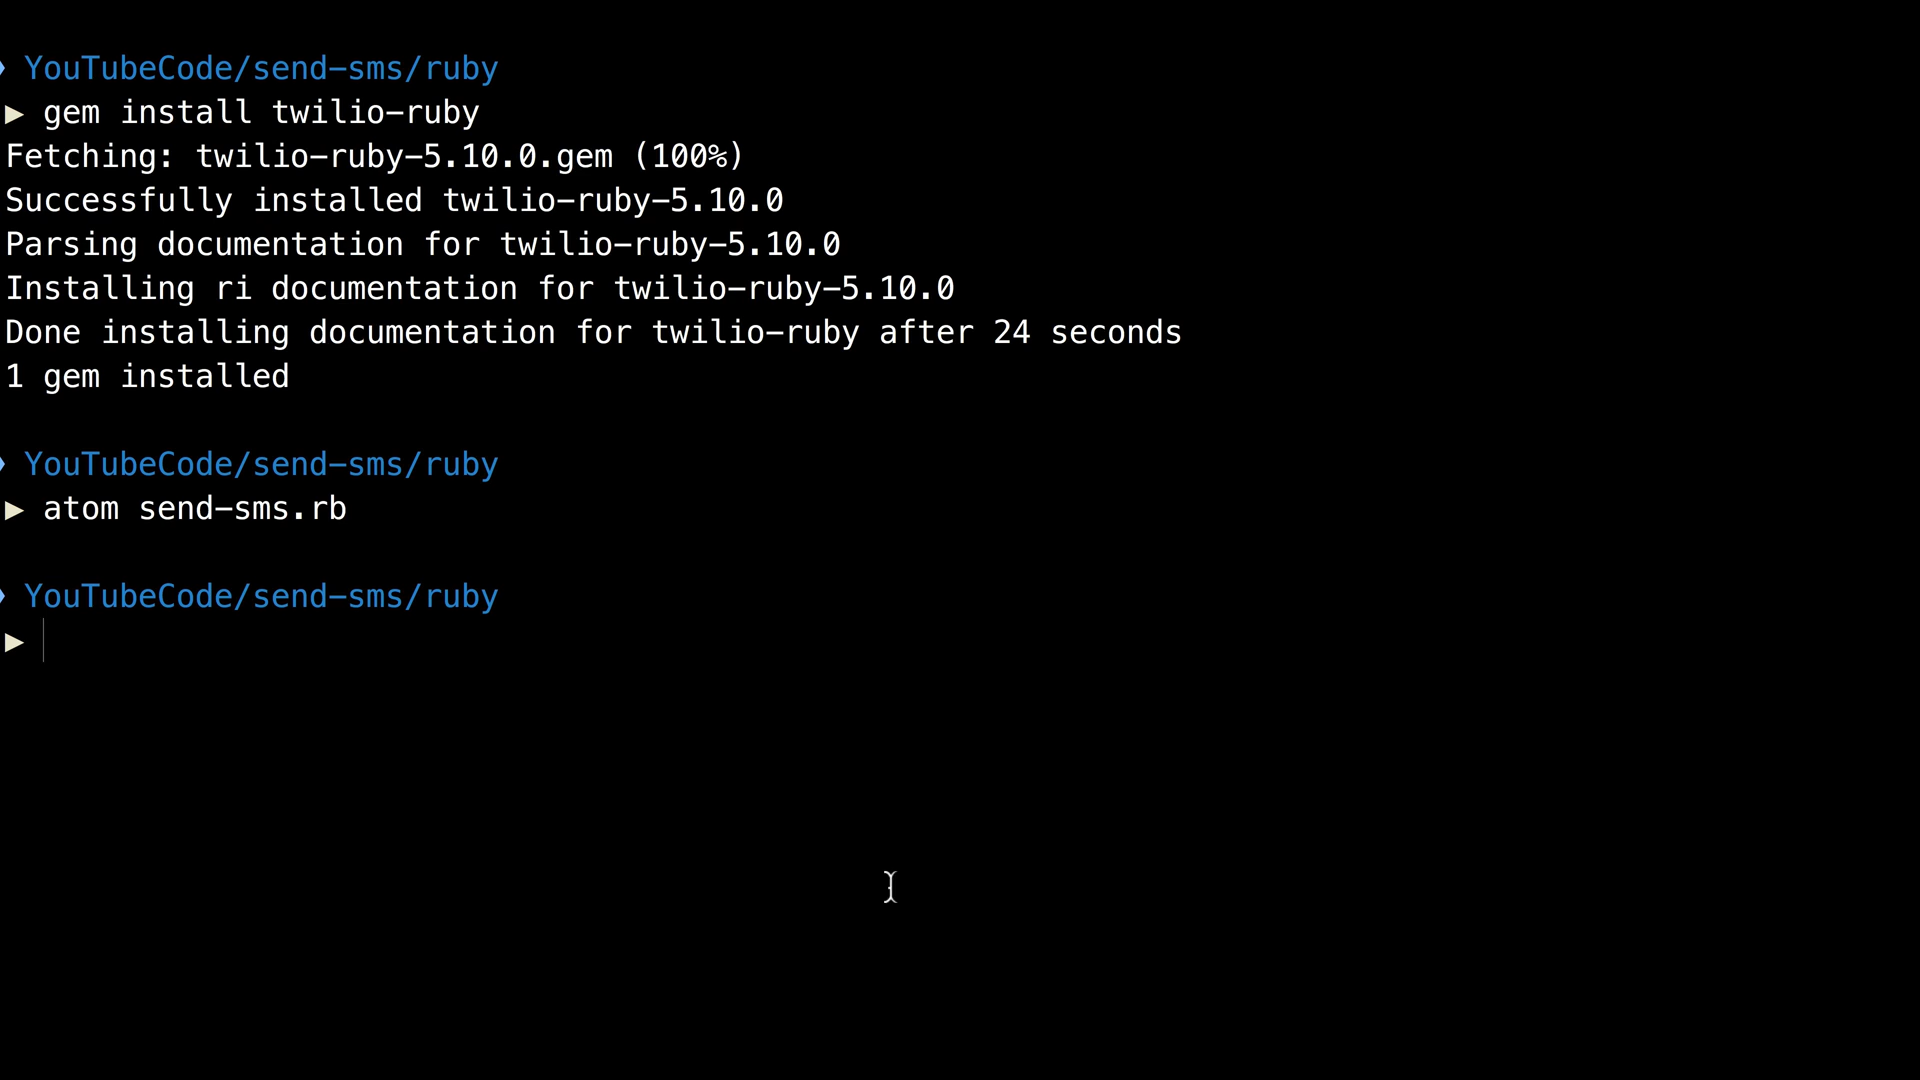 YouTubeCode/send-sms/ruby
▶ gem install twilio-ruby
Fetching: twilio-ruby-5.10.0.gem (100%)
Successfully installed twilio-ruby-5.10.0
Parsing documentation for twilio-ruby-5.10.0
Installing ri documentation for twilio-ruby-5.10.0
Done installing documentation for twilio-ruby after 24 seconds
1 gem installed
YouTubeCode/send-sms/ruby
▶ atom send-sms.rb
YouTubeCode/send-sms/ruby
▶